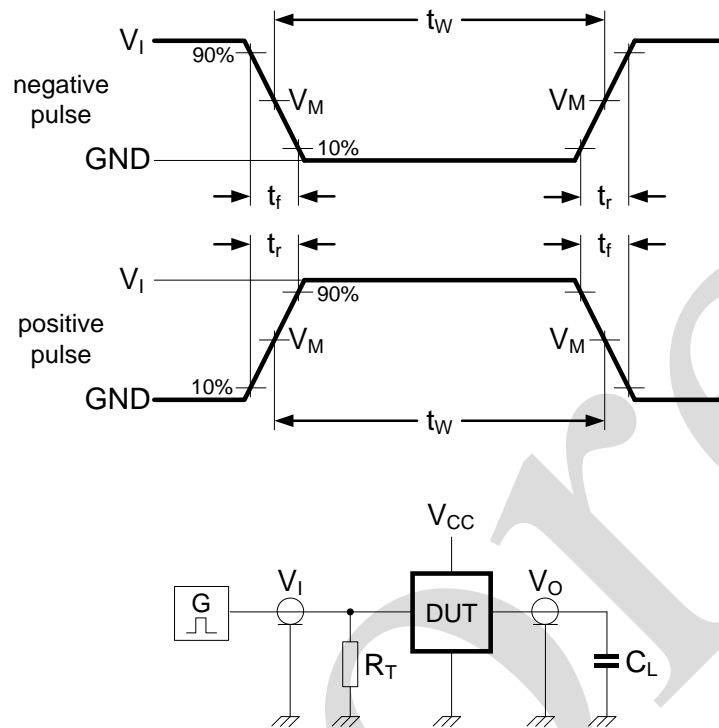 t_W
V_I
90%
negative
pulse
V_M
V_M
GND
10%
t_f
t_r
t_r
t_f
V_I
90%
positive
pulse
V_M
V_M
10%
GND
t_W
V_CC
G
V_I
DUT
V_O
R_T
C_L